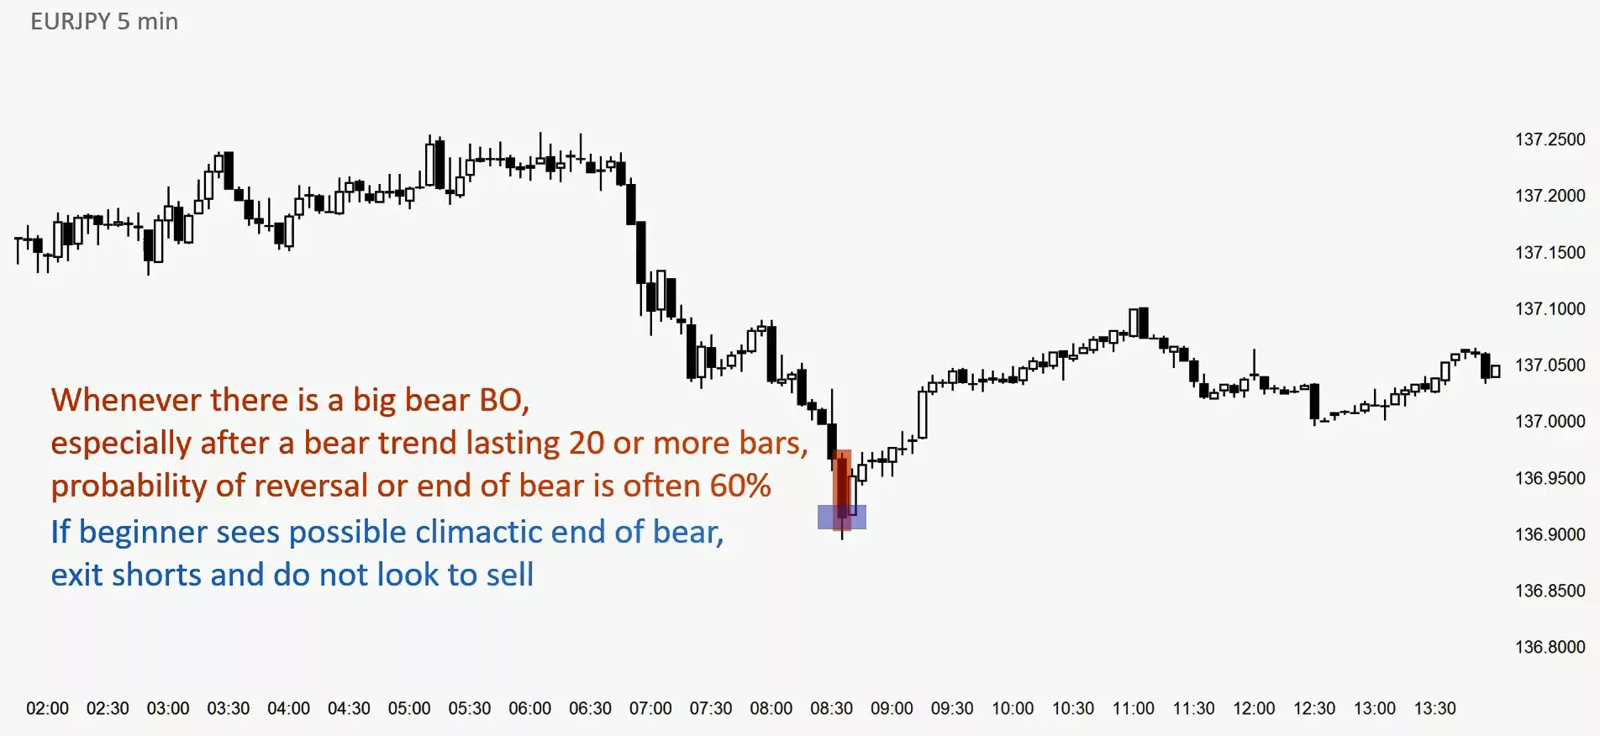 EURJPY 5 min
137.2500
137.2000
137.1500
137.1000
137.0500
137.0000
136.9500
136.9000
136.8500
136.8000
Whenever there is a big bear BO,
especially after a bear trend lasting 20 or more bars,
probability of reversal or end of bear is often 60%
If beginner sees possible climactic end of bear,
exit shorts and do not look to sell
02:00 02:30 03:00 03:30 04:00 04:30 05:00 05:30 06:00 06:30 07:00 07:30 08:00 08:30 09:00 09:30 10:00 10:30 11:00 11:30 12:00 12:30 13:00 13:30